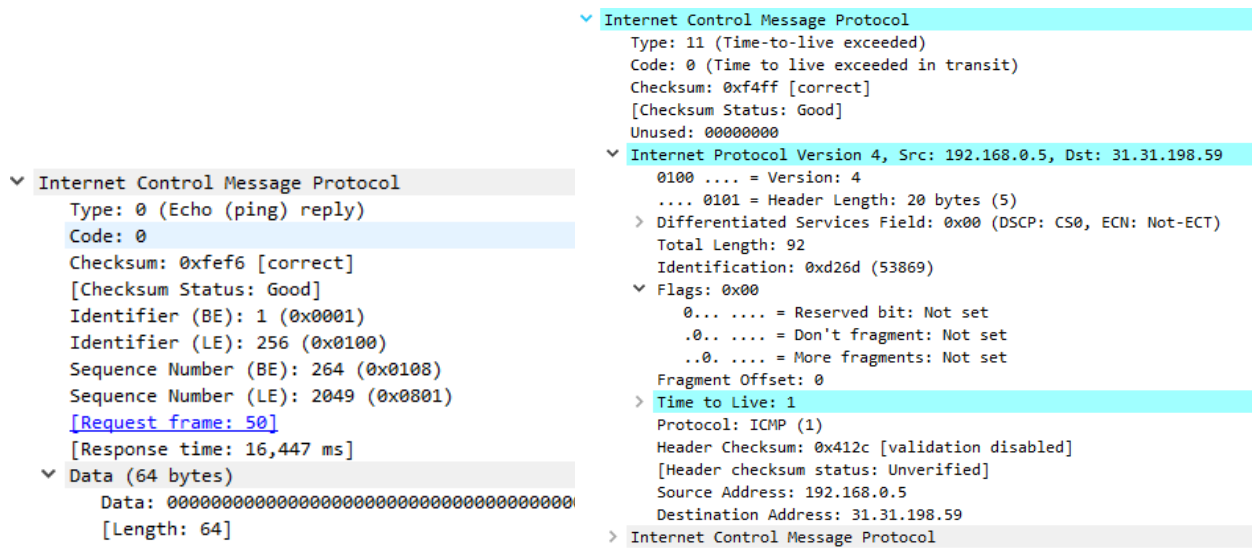 Internet Control Message Protocol
Type: 0 (Echo (ping) reply)
Code: 0
Checksum: 0xfef6 [correct]
[Checksum Status: Good]
Identifier (BE): 1 (0x0001)
Identifier (LE): 256 (0x0100)
Sequence Number (BE): 264 (0x0108)
Sequence Number (LE): 2049 (0x0801)
[Request frame: 50]
[Response time: 16,447 ms]
Data (64 bytes)
Data: 00000000000000000000000000000000000000
[Length: 64]
Internet Control Message Protocol
Type: 11 (Time-to-live exceeded)
Code: 0 (Time to live exceeded in transit)
Checksum: 0xf4ff [correct]
[Checksum Status: Good]
Unused: 00000000
Internet Protocol Version 4, Src: 192.168.0.5, Dst: 31.31.198.59
0100 .... = Version: 4
.... 0101 = Header Length: 20 bytes (5)
Differentiated Services Field: 0x00 (DSCP: CS0, ECN: Not-ECT)
Total Length: 92
Identification: 0xd26d (53869)
Flags: 0x00
0... .... = Reserved bit: Not set
.0.. .... = Don't fragment: Not set
..0. .... = More fragments: Not set
Fragment Offset: 0
Time to Live: 1
Protocol: ICMP (1)
Header Checksum: 0x412c [validation disabled]
[Header checksum status: Unverified]
Source Address: 192.168.0.5
Destination Address: 31.31.198.59
Internet Control Message Protocol